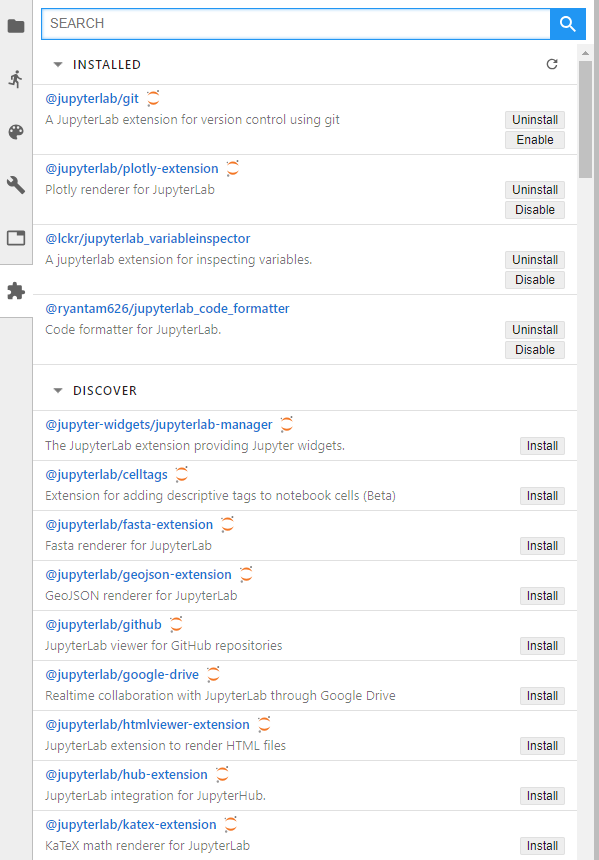 SEARCH
INSTALLED
@jupyterlab/git
A JupyterLab extension for version control using git
Uninstall
Enable
@jupyterlab/plotly-extension
Plotly renderer for JupyterLab
Uninstall
Disable
@lckr/jupyterlab_variableinspector
A jupyterlab extension for inspecting variables.
Uninstall
Disable
@ryantam626/jupyterlab_code_formatter
Code formatter for JupyterLab.
Uninstall
Disable
DISCOVER
@jupyter-widgets/jupyterlab-manager
The JupyterLab extension providing Jupyter widgets.
Install
@jupyterlab/celltags
Extension for adding descriptive tags to notebook cells (Beta)
Install
@jupyterlab/fasta-extension
Fasta renderer for JupyterLab
Install
@jupyterlab/geojson-extension
GeoJSON renderer for JupyterLab
Install
@jupyterlab/github
JupyterLab viewer for GitHub repositories
Install
@jupyterlab/google-drive
Realtime collaboration with JupyterLab through Google Drive
Install
@jupyterlab/htmlviewer-extension
JupyterLab extension to render HTML files
Install
@jupyterlab/hub-extension
JupyterLab integration for JupyterHub.
Install
@jupyterlab/katex-extension
KaTeX math renderer for JupyterLab
Install